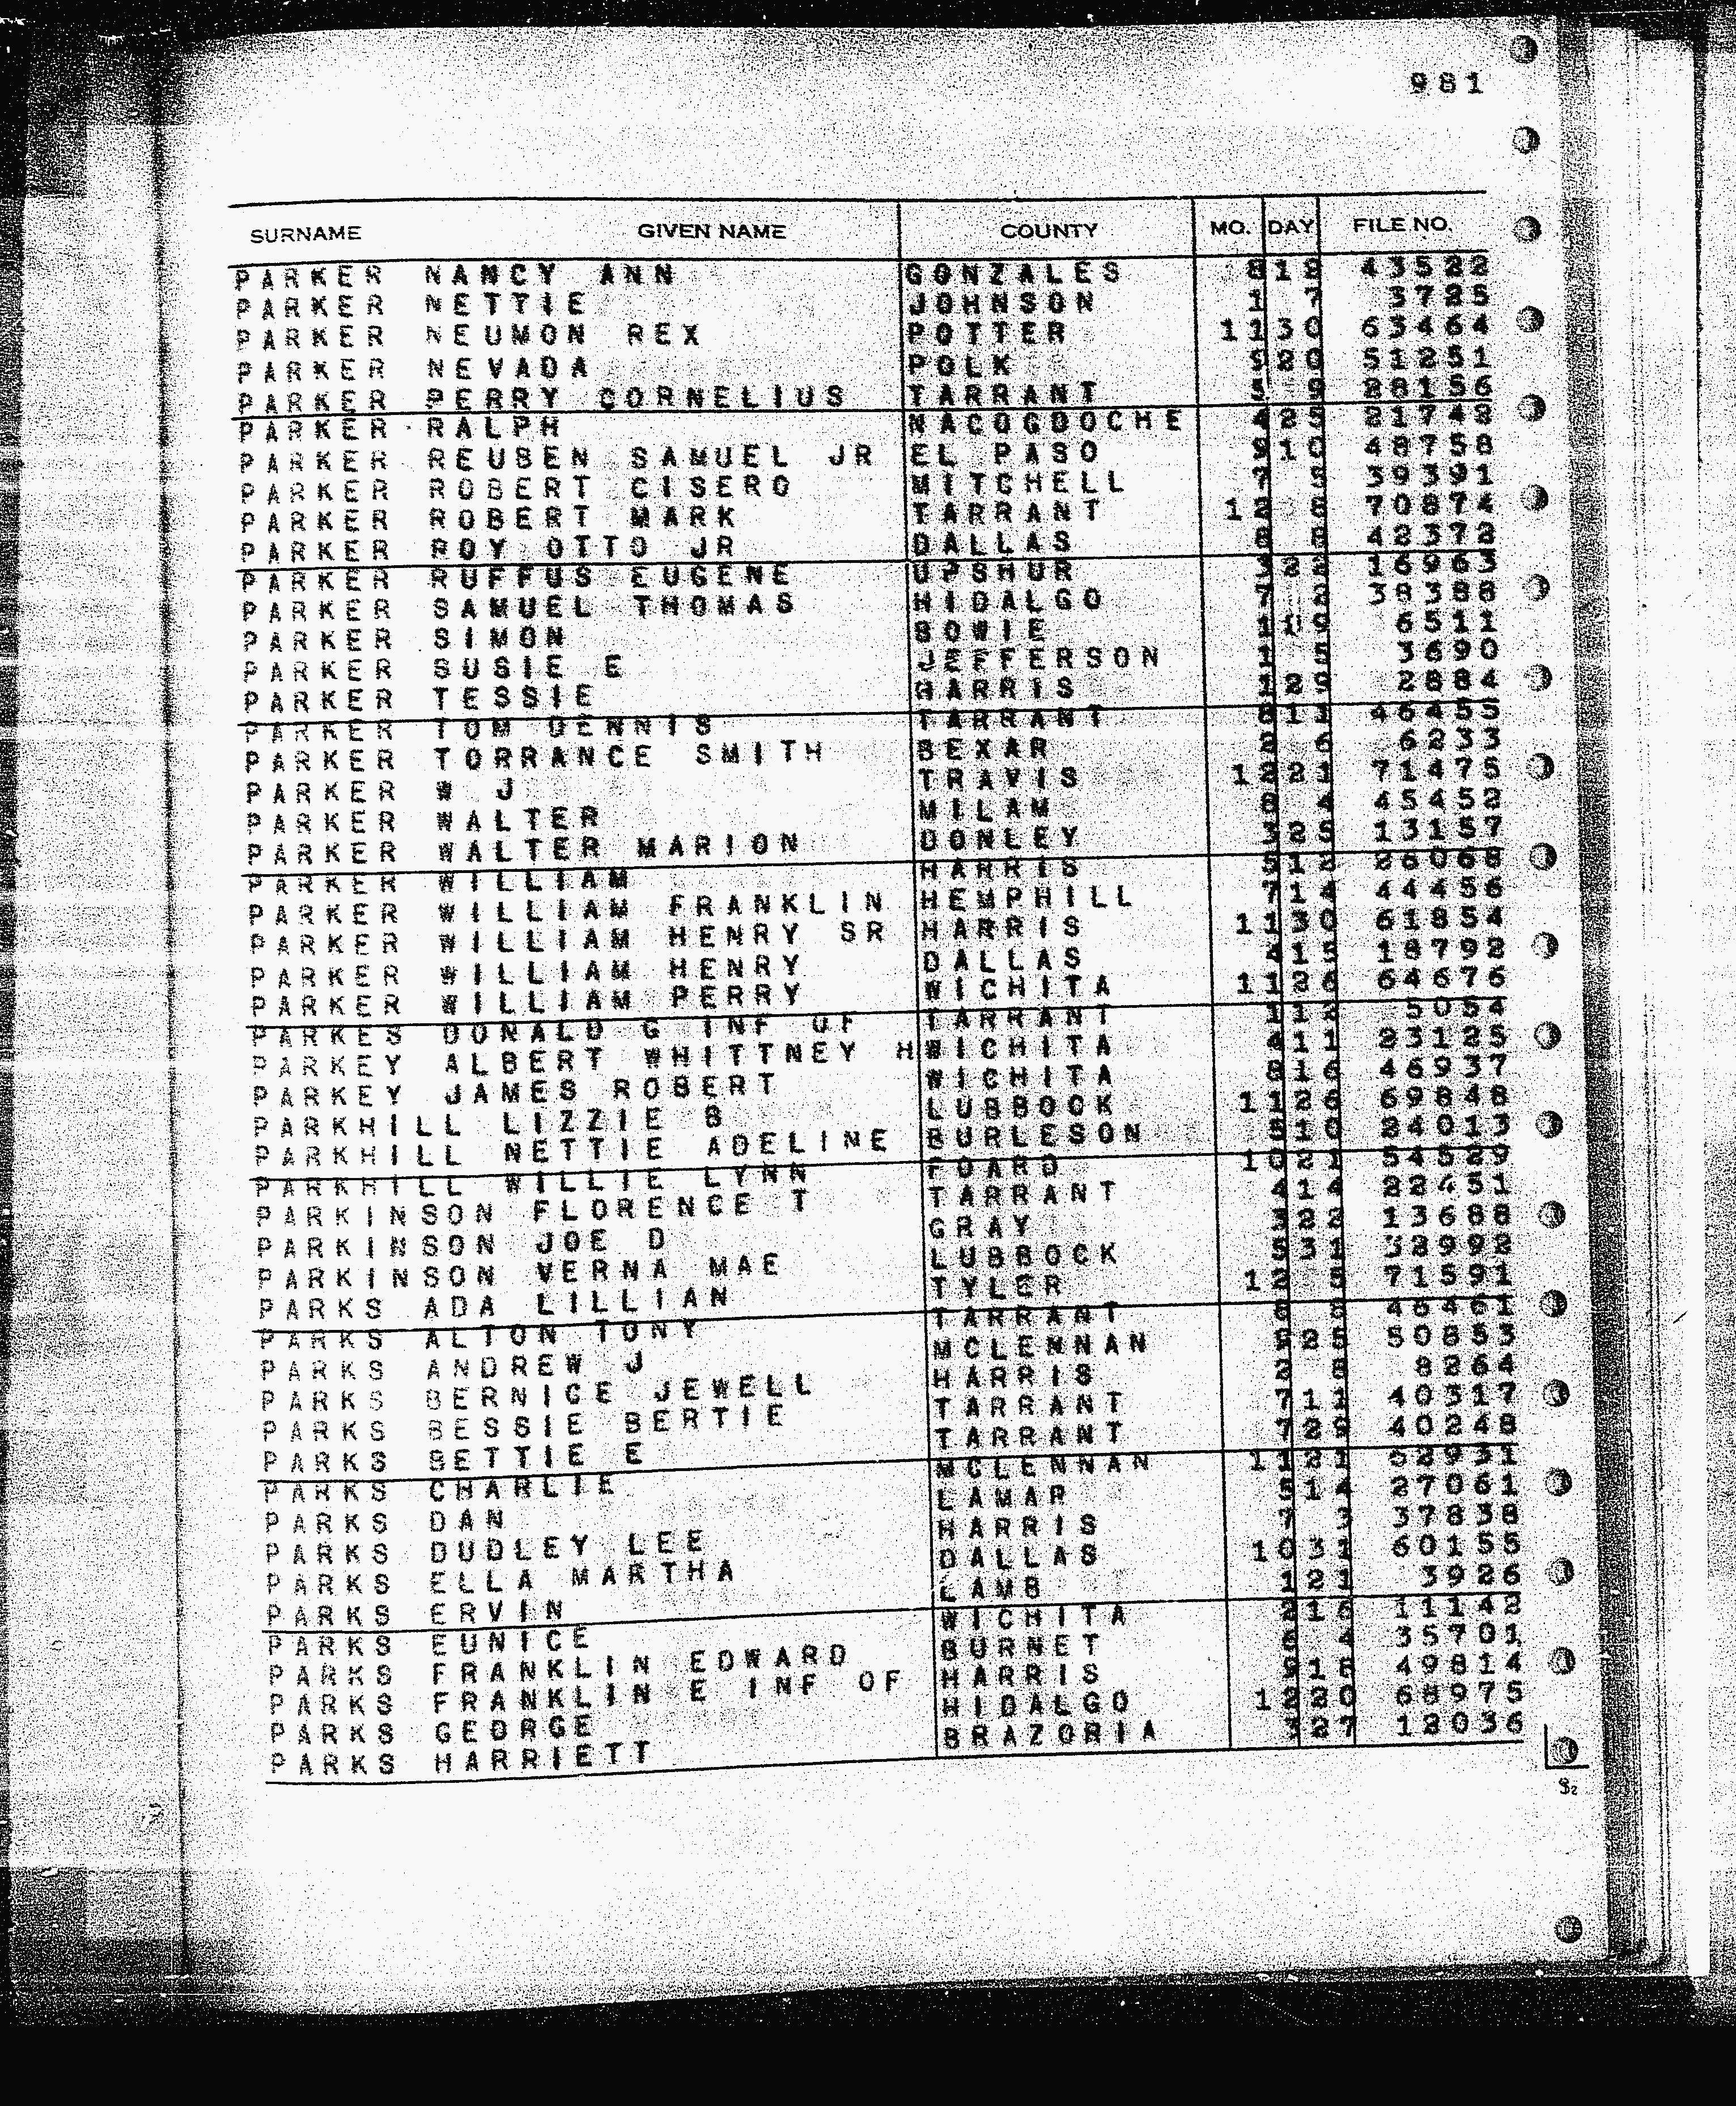 981
SURNAME GIVEN NAME COUNTY MO. DAY FILE NO.
PARKER NANCY ANN GONZALES 43522
PARKER NETTIE JOHNSON 1 7 3725
PARKER NEUMON REX POTTER 11 30 63464
PARKER NEVADA POLK 51251
PARKER PERRY CORNELIUS TARRANT 28156
PARKER RALPH NACOGDOCHE 4 25 21742
PARKER REUBEN SAMUEL JR EL PASO 9 10 48758
PARKER ROBERT CISERO MITCHELL 39391
PARKER ROBERT MARK TARRANT 12 70874
PARKER ROY OTTO JR DALLAS 8 8 42372
PARKER RUFFUS EUGENE UPSHUR 3 22 16963
PARKER SAMUEL THOMAS HIDALGO 7 2 38388
PARKER SIMON BOWIE 6511
PARKER SUSIE E JEFFERSON 1 5 3690
PARKER TESSIE HARRIS 1 29 2884
PARKER TOM DENNIS TARRANT 8 11 46455
PARKER TORRANCE SMITH BEXAR 2 6 6233
PARKER W J TRAVIS 12 21 71475
PARKER WALTER MILAM 8 4 45452
PARKER WALTER MARION DONLEY 3 25 13157
PARKER WILLIAM HARRIS 5 12 26068
PARKER WILLIAM FRANKLIN HEMPHILL 7 14 44456
PARKER WILLIAM HENRY SR HARRIS 11 30 61854
PARKER WILLIAM HENRY DALLAS 4 15 18792
PARKER WILLIAM PERRY WICHITA 11 26 64676
PARKES DONALD G INF OF TARRANT 1 12 5054
PARKEY ALBERT WHITTNEY H WICHITA 4 11 23125
PARKEY JAMES ROBERT WICHITA 8 16 46937
PARKHILL LIZZIE B LUBBOCK 11 26 69848
PARKHILL NETTIE ADELINE BURLESON 10 24013
PARKHILL WILLIE LYNN FOARD 10 21 54529
PARKINSON FLORENCE T TARRANT 4 14 22451
PARKINSON JOE D GRAY 3 22 13688
PARKINSON VERNA MAE LUBBOCK 5 31 32992
PARKS ADA LILLIAN TYLER 12 5 71591
PARKS ALTON TONY TARRANT 8 8 46461
PARKS ANDREW J MCLENNAN 25 50853
PARKS BERNICE JEWELL HARRIS 2 8 8264
PARKS BESSIE BERTIE TARRANT 7 11 40317
PARKS BETTIE E TARRANT 7 29 40248
PARKS CHARLIE MCLENNAN 11 21 62931
PARKS DAN LAMAR 5 14 27061
PARKS DUDLEY LEE HARRIS 7 3 37838
PARKS ELLA MARTHA DALLAS 10 31 60155
PARKS ERVIN LAMB 1 21 3926
PARKS EUNICE WICHITA 2 16 11142
PARKS FRANKLIN EDWARD BURNET 6 4 35701
PARKS FRANKLIN E INF OF HARRIS 9 16 49814
PARKS GEORGE HIDALGO 12 20 68975
PARKS HARRIETT BRAZORIA 3 27 12036